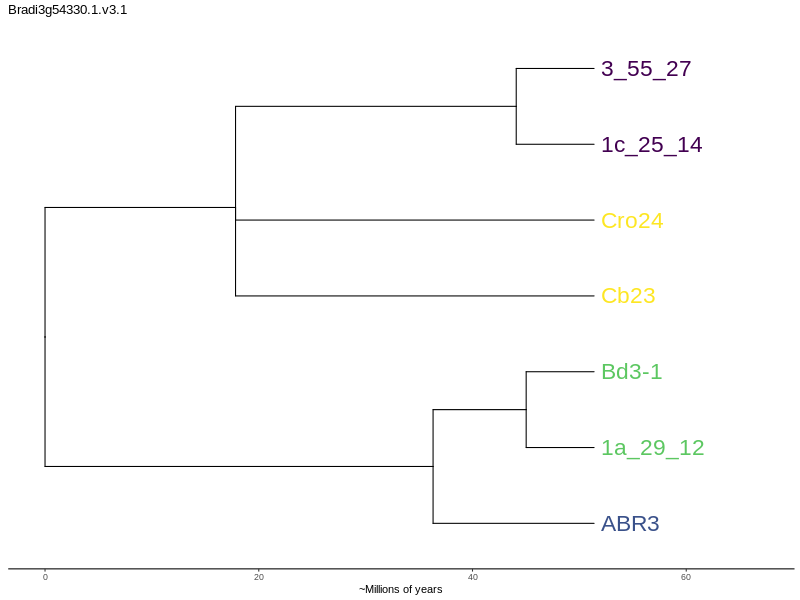 Bradi3g54330.1.v3.1
3_55_27
1c_25_14
Cro24
Cb23
Bd3-1
1a_29_12
ABR3
0 20 40 60
~Millions of years